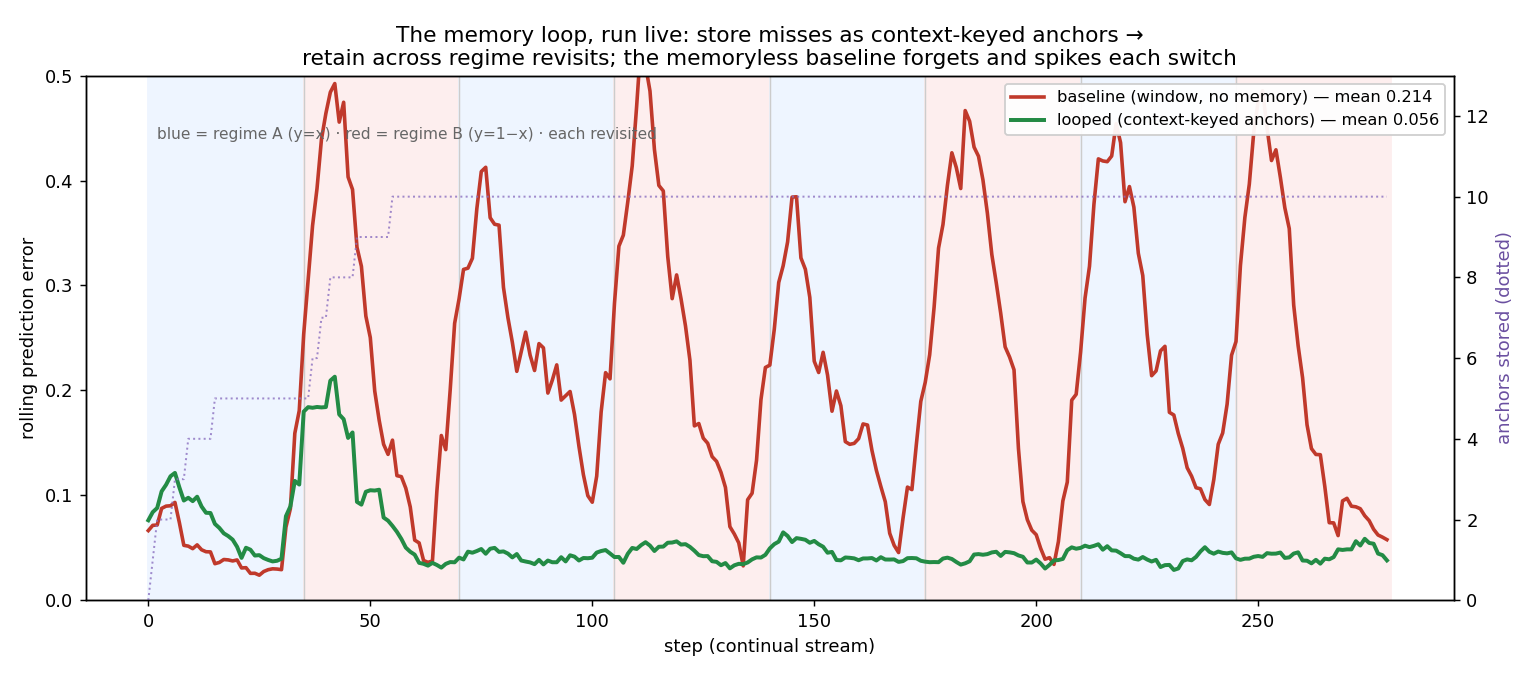 The memory loop, run live: store misses as context-keyed anchors →
retain across regime revisits; the memoryless baseline forgets and spikes each switch
baseline (window, no memory) — mean 0.214
looped (context-keyed anchors) — mean 0.056
blue = regime A (y=x) · red = regime B (y=1−x) · each revisited
rolling prediction error
0.5
0.4
0.3
0.2
0.1
0.0
12
10
8
6
4
2
0
anchors stored (dotted)
0 50 100 150 200 250
step (continual stream)